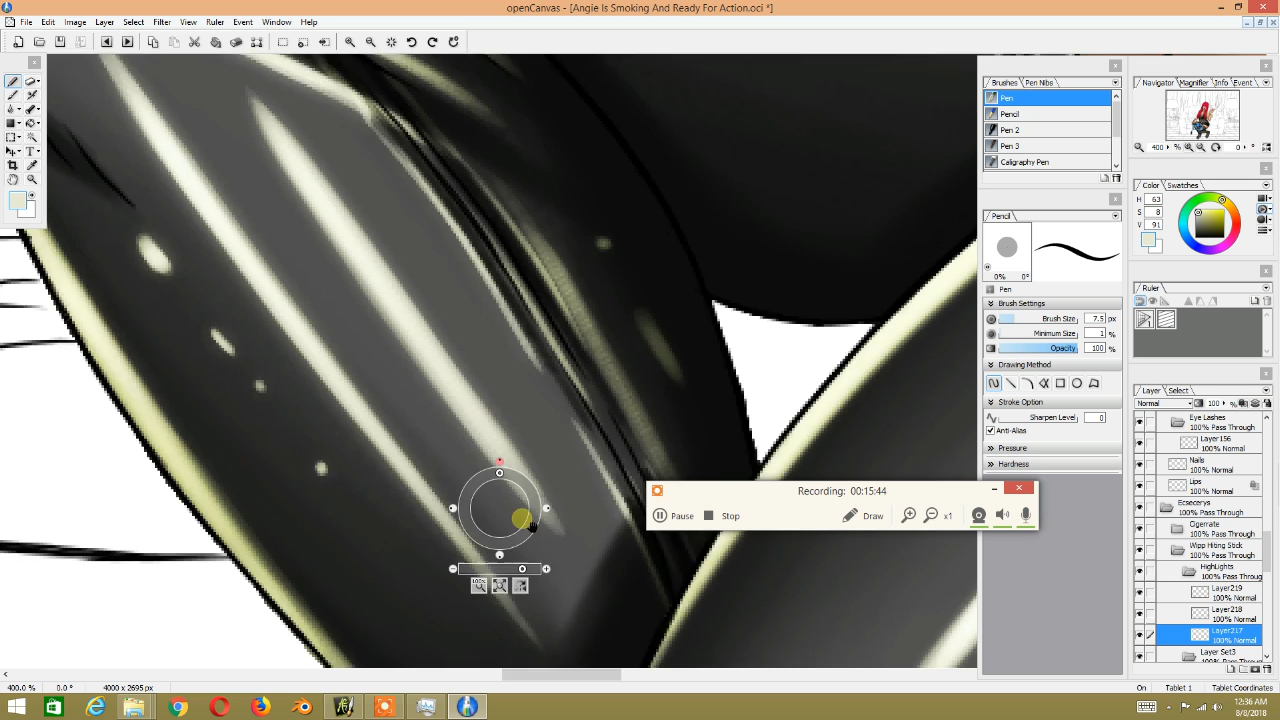 openCanvas - [Angie Is Smoking And Ready For Action.oci *]
File Edit Image Layer Select Filter View Ruler Event Window Help
Brushes Pen Nibs
Pen
Pencil
Pen 2
Pen 3
Caligraphy Pen
Pencil
0% 0°
Pen
Brush Settings
Brush Size 7.5 px
Minimum Size 1 %
Opacity 100 %
Drawing Method
Stroke Option
Sharpen Level 0
Anti-Alias
Pressure
Hardness
Navigator Magnifier Info Event
400 % 0 °
Color Swatches
H 63
S 8
V 91
Ruler
Layer Select
Normal 100 %
Eye Lashes
100% Pass Through
Layer156
100% Normal
Nails
100% Normal
Lips
100% Normal
Ecsecerys
100% Pass Through
Cigerrate
100% Pass Through
Wipp Hiting Stick
100% Pass Through
HighLights
100% Pass Through
Layer219
100% Normal
Layer218
100% Normal
Layer217
100% Normal
Layer Set3
Recording: 00:15:44
Pause Stop Draw x1
100%
400.0 % 0.0 ° 4000 x 2695 px
On Tablet 1 Tablet Coordinates
12:36 AM
8/8/2018